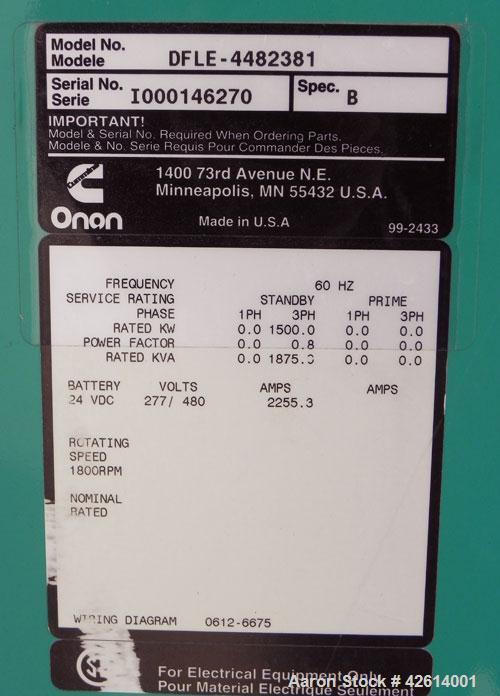 Model No.
Modele DFLE-4482381
Serial No.
Serie I000146270
Spec. B
IMPORTANT!
Model & Serial No. Required When Ordering Parts.
Modele & No. Serie Requis Pour Commander Des Pieces.
Onan
1400 73rd Avenue N.E.
Minneapolis, MN 55432 U.S.A.
Made in U.S.A
99-2433
FREQUENCY 60 HZ
SERVICE RATING STANDBY PRIME
PHASE 1PH 3PH 1PH 3PH
RATED KW 0.0 1500.0 0.0 0.0
POWER FACTOR 0.0 0.8 0.0 0.0
RATED KVA 0.0 1875.0 0.0 0.0
BATTERY VOLTS AMPS AMPS
24 VDC 277/ 480 2255.3
ROTATING
SPEED
1800RPM
NOMINAL
RATED
WIRING DIAGRAM 0612-6675
For Electrical Equipment Only
Pour Material Electrique Seulement
Aaron Stock # 42614001